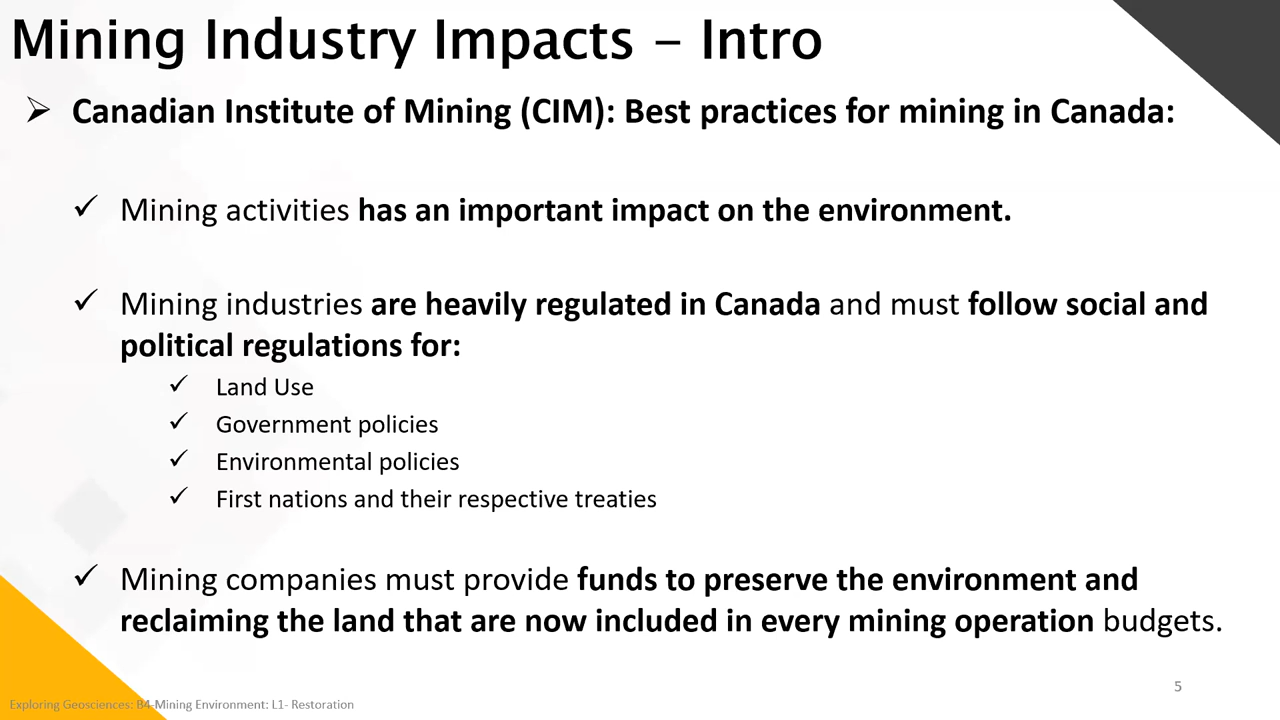 Mining Industry Impacts – Intro
➢ Canadian Institute of Mining (CIM): Best practices for mining in Canada:
✓ Mining activities has an important impact on the environment.
✓ Mining industries are heavily regulated in Canada and must follow social and
political regulations for:
✓ Land Use
✓ Government policies
✓ Environmental policies
✓ First nations and their respective treaties
✓ Mining companies must provide funds to preserve the environment and
reclaiming the land that are now included in every mining operation budgets.
5
Exploring Geosciences: B4-Mining Environment: L1- Restoration